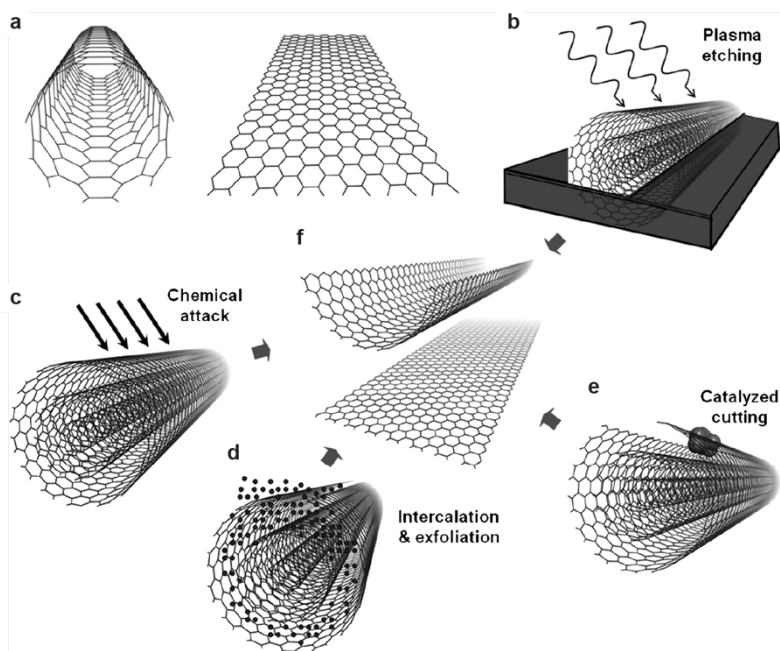 a
b
Plasma
etching
f
c
Chemical
attack
e
Catalyzed
cutting
d
Intercalation
& exfoliation